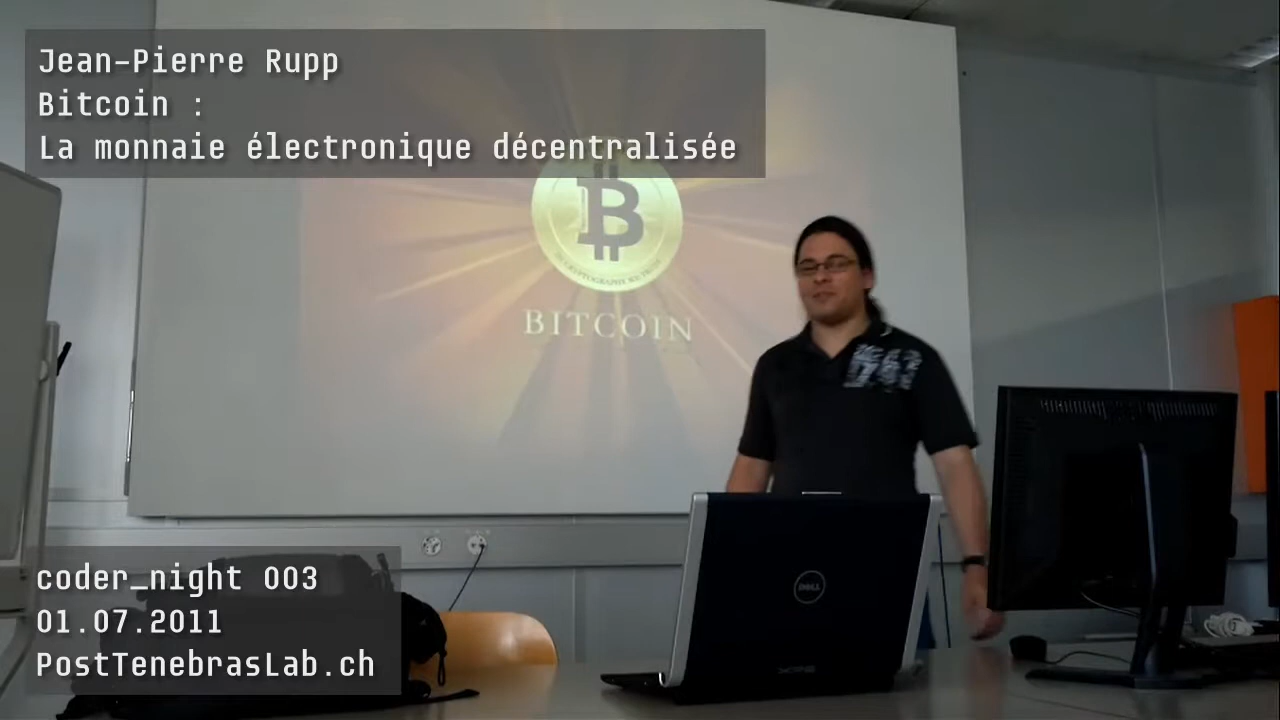 Jean-Pierre Rupp
Bitcoin :
La monnaie électronique décentralisée
BITCOIN
DELL
coder_night 003
01.07.2011
PostTenebrasLab.ch